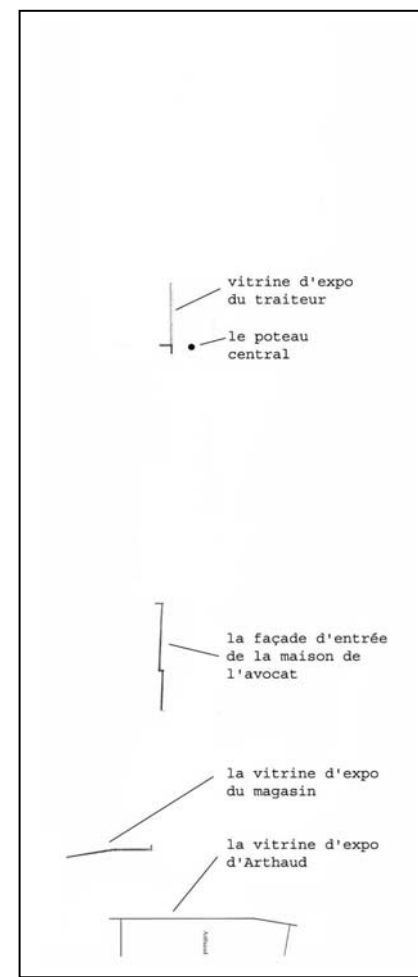 vitrine d'expo
du traiteur
le poteau
central
la façade d'entrée
de la maison de
l'avocat
la vitrine d'expo
du magasin
la vitrine d'expo
d'Arthaud
Arthaud